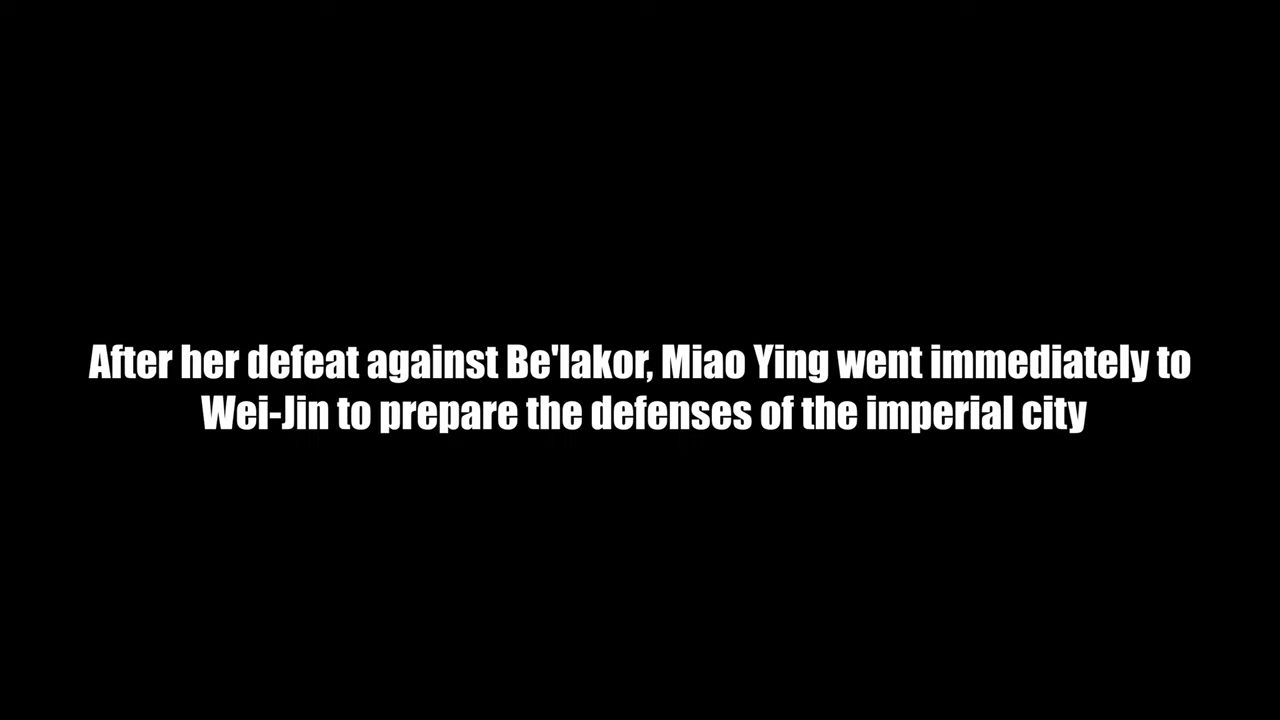 After her defeat against Be'lakor, Miao Ying went immediately to
Wei-Jin to prepare the defenses of the imperial city